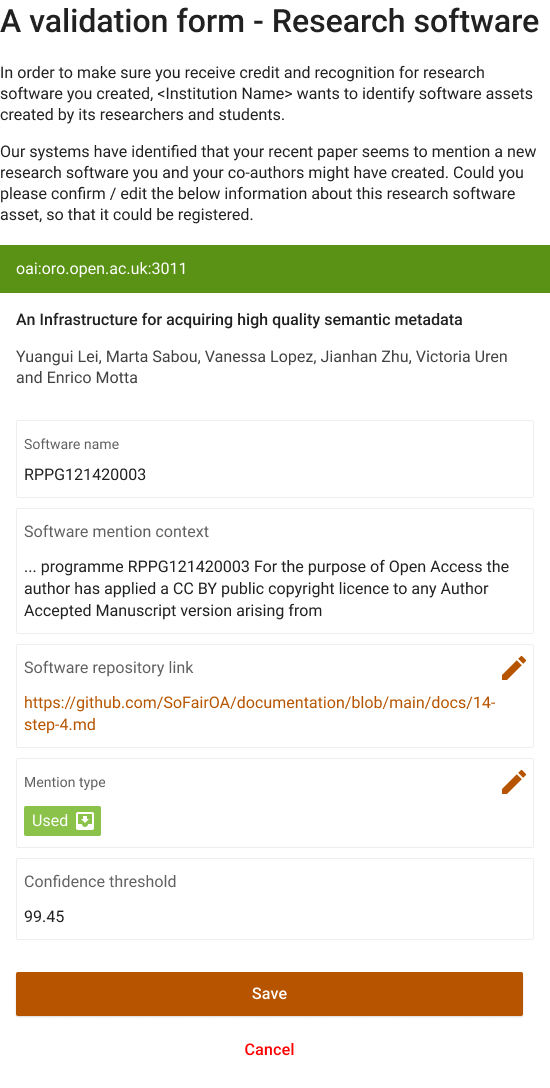 A validation form - Research software
In order to make sure you receive credit and recognition for research
software you created, <Institution Name> wants to identify software assets
created by its researchers and students.
Our systems have identified that your recent paper seems to mention a new
research software you and your co-authors might have created. Could you
please confirm / edit the below information about this research software
asset, so that it could be registered.
oai:oro.open.ac.uk:3011
An Infrastructure for acquiring high quality semantic metadata
Yuangui Lei, Marta Sabou, Vanessa Lopez, Jianhan Zhu, Victoria Uren
and Enrico Motta
Software name
RPPG121420003
Software mention context
... programme RPPG121420003 For the purpose of Open Access the
author has applied a CC BY public copyright licence to any Author
Accepted Manuscript version arising from
Software repository link
https://github.com/SoFairOA/documentation/blob/main/docs/14-
step-4.md
Mention type
Used
Confidence threshold
99.45
Save
Cancel